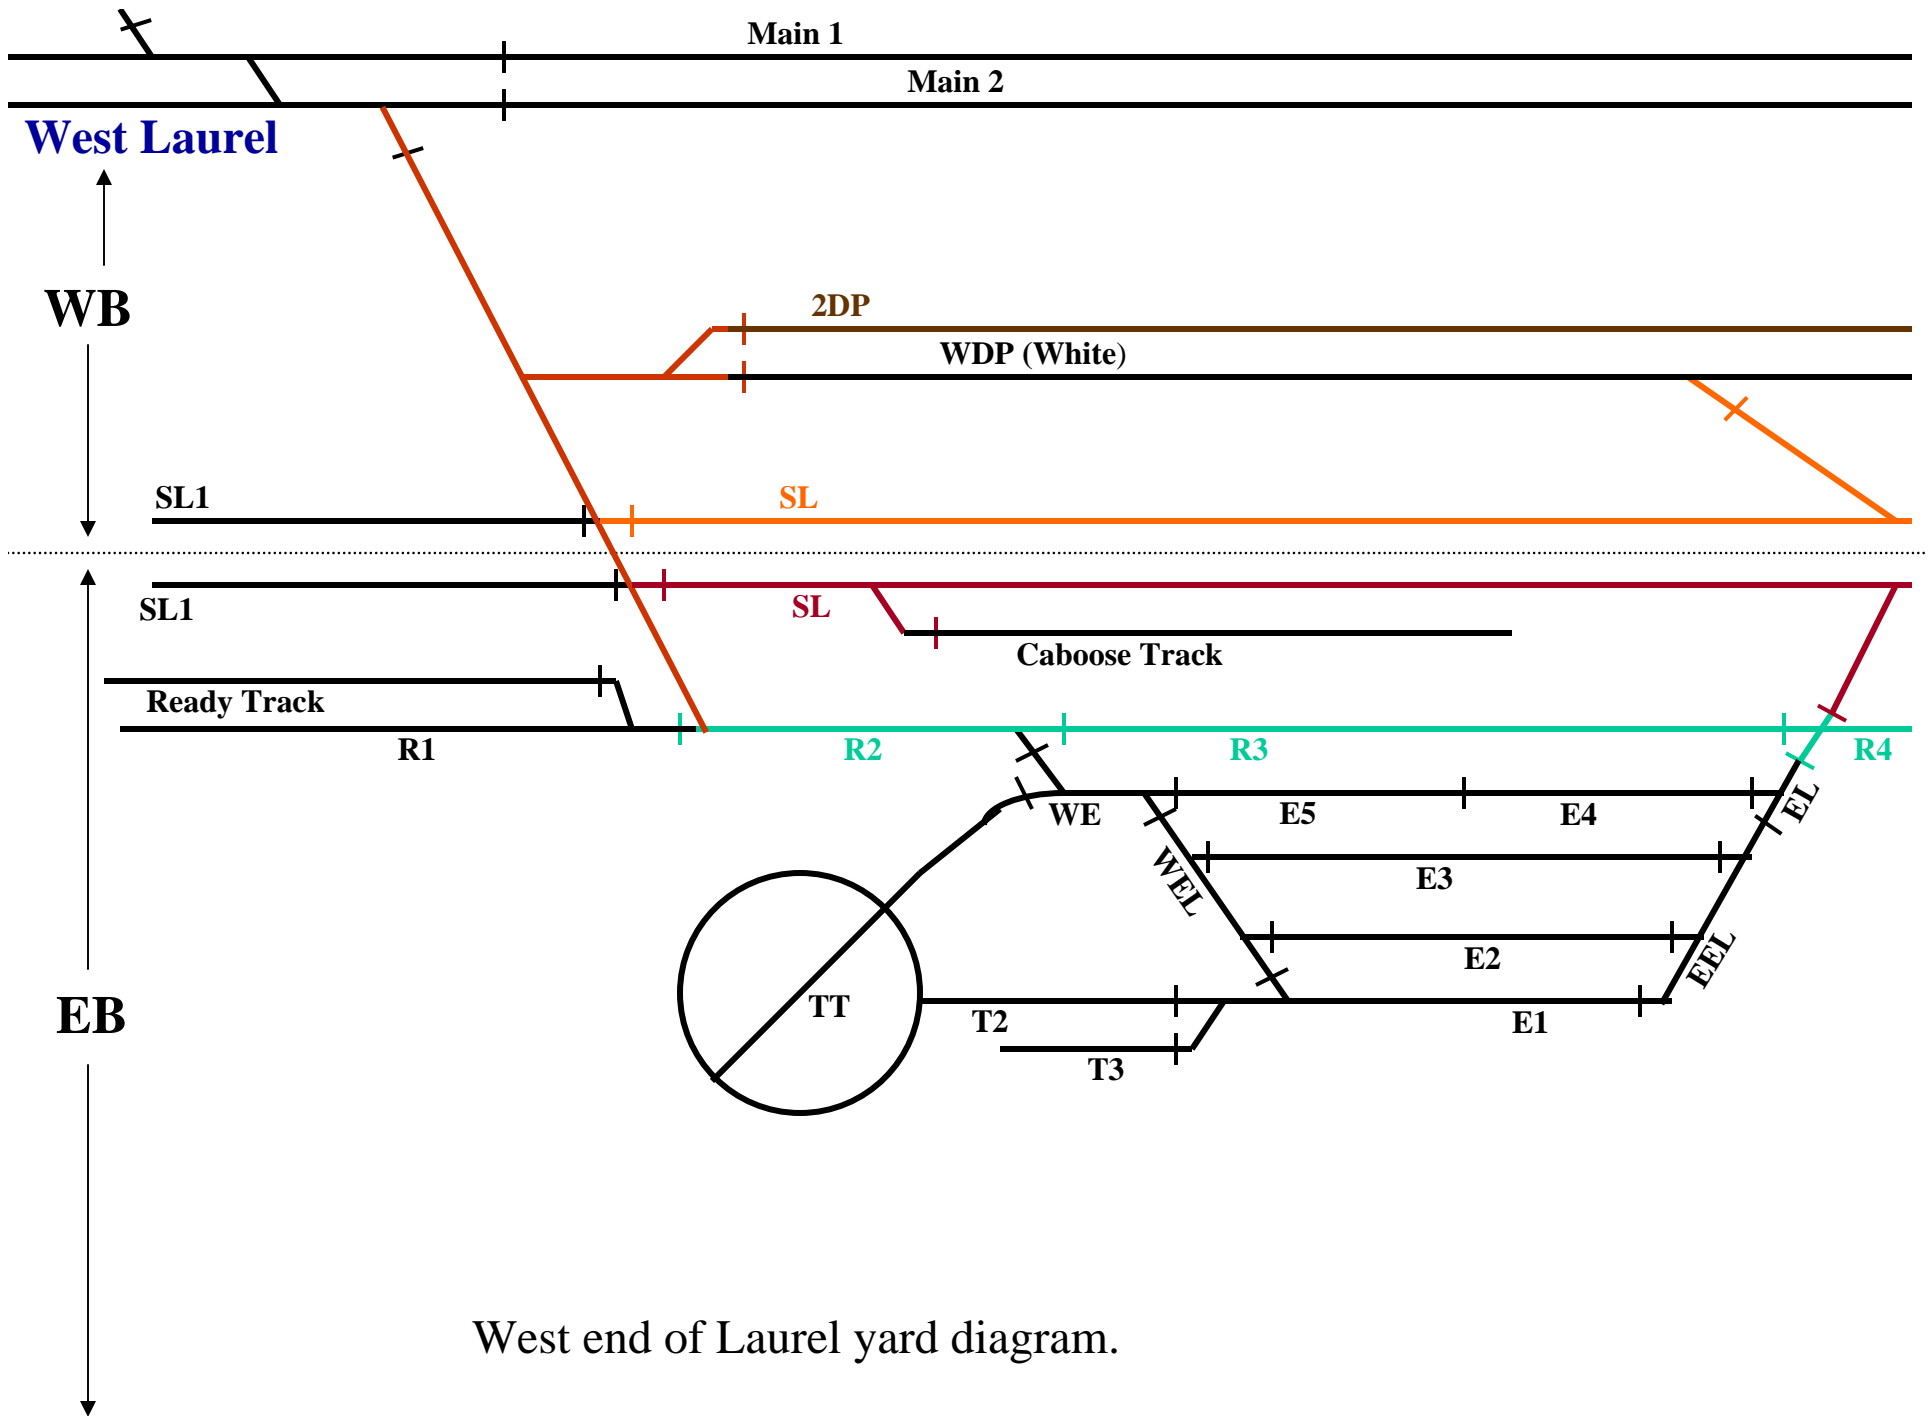 Main 1
Main 2
West Laurel
WB
2DP
WDP (White)
SL1
SL
SL1
SL
Caboose Track
Ready Track
R1
R2
R3
R4
WE
E5
E4
EL
WEL
E3
E2
EEL
TT
T2
E1
T3
EB
West end of Laurel yard diagram.